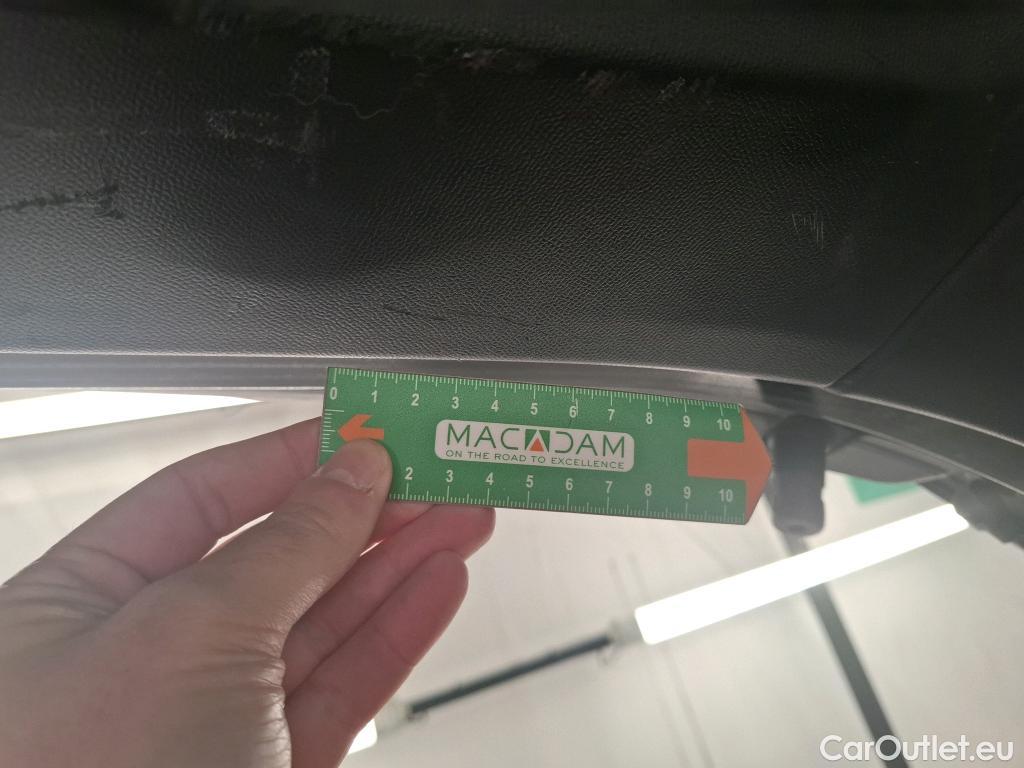 0 1 2 3 4 5 6 7 8 9 10
MACADAM
ON THE ROAD TO EXCELLENCE
2 3 4 5 6 7 8 9 10
CarOutlet.eu